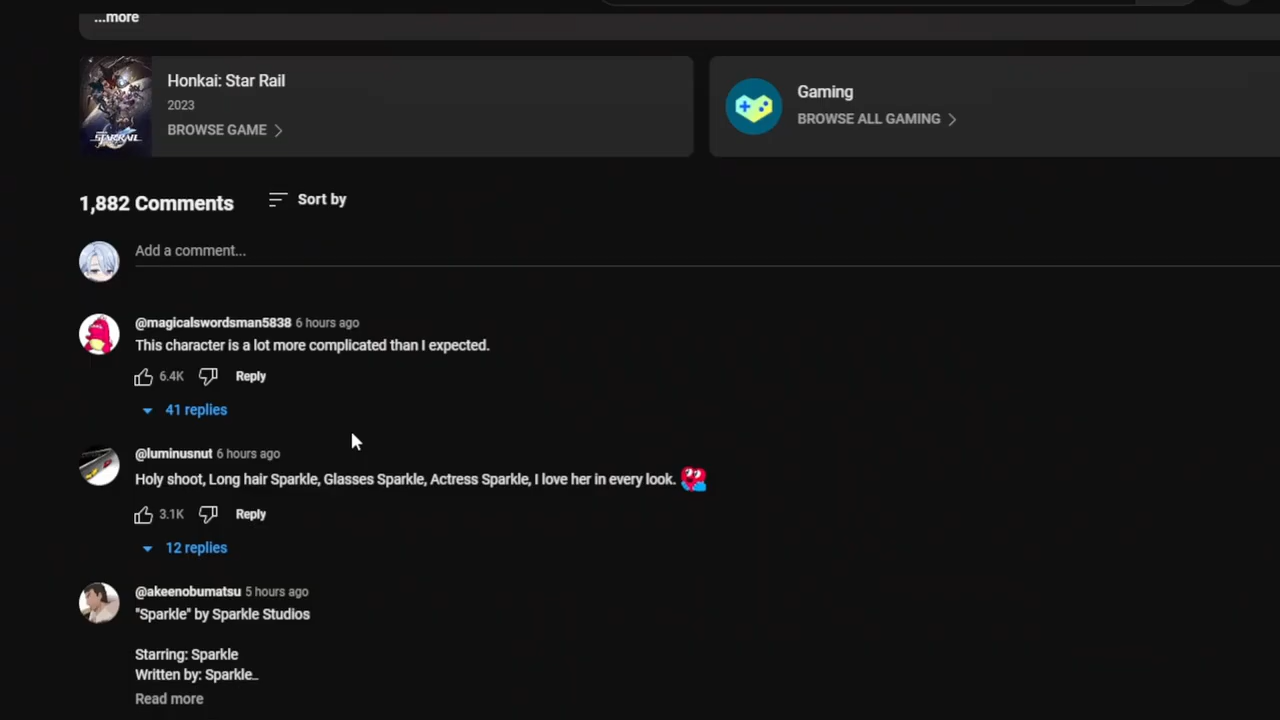 ...more
Honkai: Star Rail
2023
BROWSE GAME
STAR RAIL
Gaming
BROWSE ALL GAMING
1,882 Comments
Sort by
Add a comment...
@magicalswordsman5838 6 hours ago
This character is a lot more complicated than I expected.
6.4K
Reply
41 replies
@luminusnut 6 hours ago
Holy shoot, Long hair Sparkle, Glasses Sparkle, Actress Sparkle, I love her in every look.
3.1K
Reply
12 replies
@akeenobumatsu 5 hours ago
"Sparkle" by Sparkle Studios
Starring: Sparkle
Written by: Sparkle…
Read more